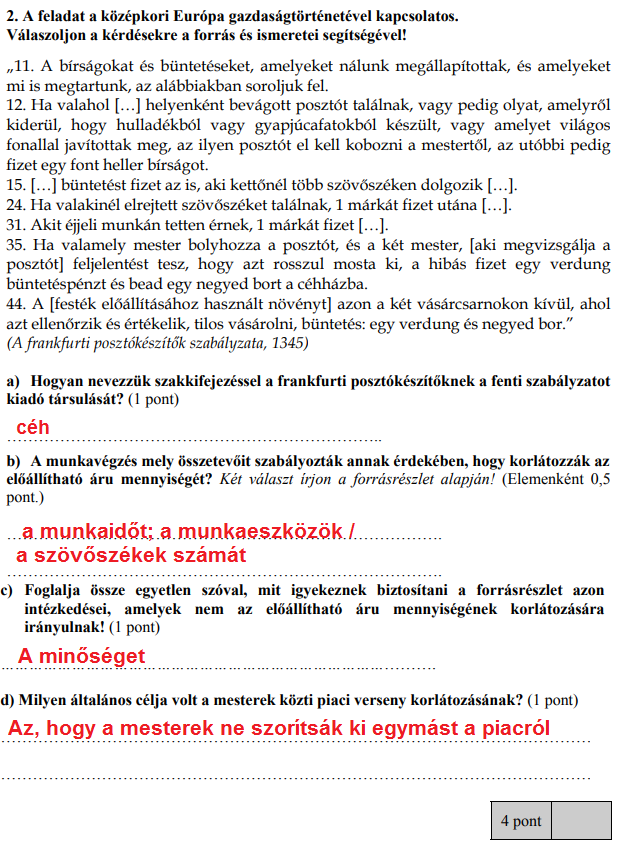 2. A feladat a középkori Európa gazdaságtörténetével kapcsolatos.
Válaszoljon a kérdésekre a forrás és ismeretei segítségével!
„11. A bírságokat és büntetéseket, amelyeket nálunk megállapítottak, és amelyeket
mi is megtartunk, az alábbiakban soroljuk fel.
12. Ha valahol […] helyenként bevágott posztót találnak, vagy pedig olyat, amelyről
kiderül, hogy hulladékból vagy gyapjúcafatokból készült, vagy amelyet világos
fonallal javítottak meg, az ilyen posztót el kell kobozni a mestertől, az utóbbi pedig
fizet egy font heller bírságot.
15. […] büntetést fizet az is, aki kettőnél több szövőszéken dolgozik […].
24. Ha valakinél elrejtett szövőszéket találnak, 1 márkát fizet utána […].
31. Akit éjjeli munkán tetten érnek, 1 márkát fizet […].
35. Ha valamely mester bolyhozza a posztót, és a két mester, [aki megvizsgálja a
posztót] feljelentést tesz, hogy azt rosszul mosta ki, a hibás fizet egy verdung
büntetéspénzt és bead egy negyed bort a céhházba.
44. A [festék előállításához használt növényt] azon a két vásárcsarnokon kívül, ahol
azt ellenőrzik és értékelik, tilos vásárolni, büntetés: egy verdung és negyed bor.”
(A frankfurti posztókészítők szabályzata, 1345)
a) Hogyan nevezzük szakkifejezéssel a frankfurti posztókészítőknek a fenti szabályzatot
kiadó társulását? (1 pont)
céh
b) A munkavégzés mely összetevőit szabályozták annak érdekében, hogy korlátozzák az
előállítható áru mennyiségét? Két választ írjon a forrásrészlet alapján! (Elemenként 0,5
pont.)
a munkaidőt; a munkaeszközök /
a szövőszékek számát
c) Foglalja össze egyetlen szóval, mit igyekeznek biztosítani a forrásrészlet azon
intézkedései, amelyek nem az előállítható áru mennyiségének korlátozására
irányulnak! (1 pont)
A minőséget
d) Milyen általános célja volt a mesterek közti piaci verseny korlátozásának? (1 pont)
Az, hogy a mesterek ne szorítsák ki egymást a piacról
4 pont